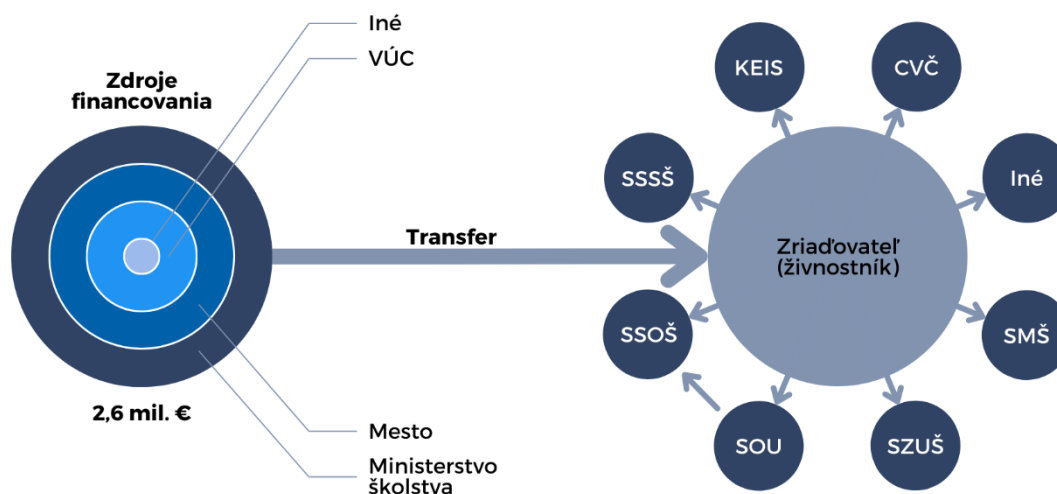 Iné
VÚC
Zdroje
financovania
2,6 mil. €
Mesto
Ministerstvo
školstva
Transfer
Zriaďovateľ
(živnostník)
KEIS
CVČ
SSSŠ
Iné
SSOŠ
SMŠ
SOU
SZUŠ